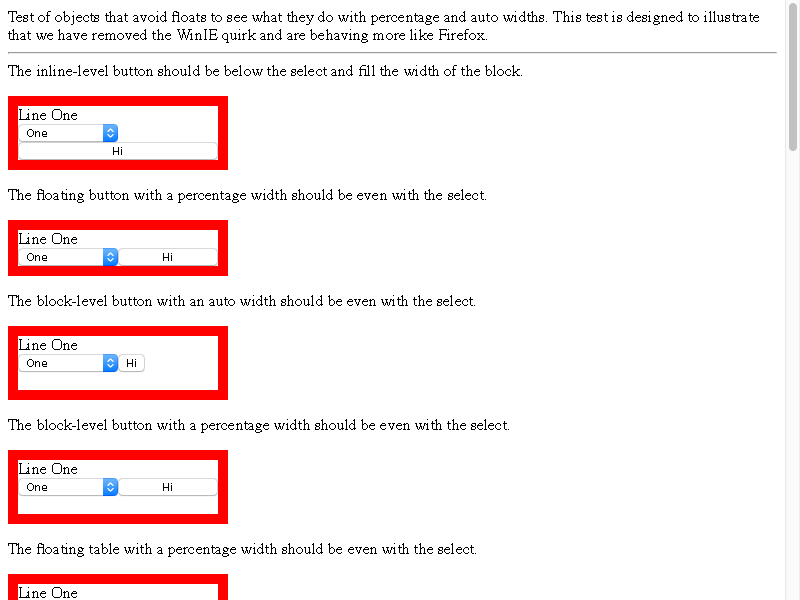 Test of objects that avoid floats to see what they do with percentage and auto widths. This test is designed to illustrate
that we have removed the WinIE quirk and are behaving more like Firefox.
The inline-level button should be below the select and fill the width of the block.
Line One
One
Hi
The floating button with a percentage width should be even with the select.
Line One
One Hi
The block-level button with an auto width should be even with the select.
Line One
One Hi
The block-level button with a percentage width should be even with the select.
Line One
One Hi
The floating table with a percentage width should be even with the select.
Line One